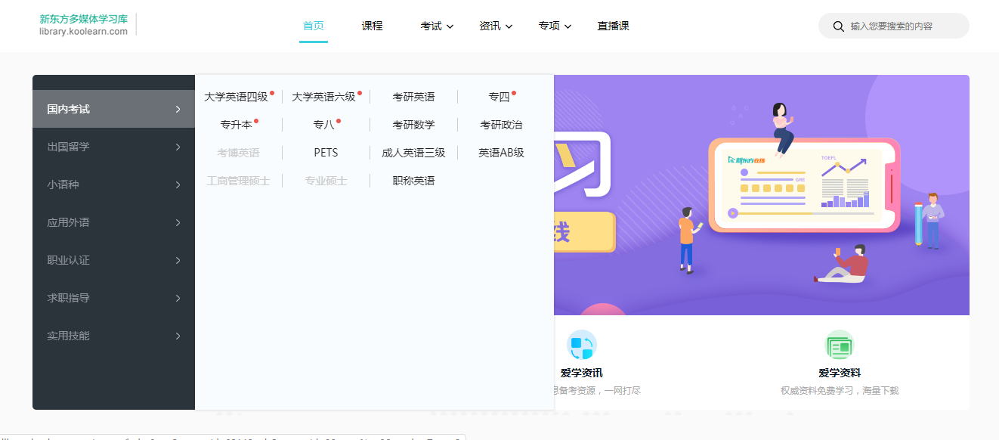 新东方多媒体学习库
library.koolearn.com
首页 课程 考试 资讯 专项 直播课
输入您要搜索的内容
国内考试
出国留学
小语种
应用外语
职业认证
求职指导
实用技能
大学英语四级 大学英语六级 考研英语 专四
专升本 专八 考研数学 考研政治
考博英语 PETS 成人英语三级 英语AB级
工商管理硕士 专业硕士 职称英语
习
线
新东方在线
TOEFL
GRE
爱学资讯
息备考资源，一网打尽
爱学资料
权威资料免费学习，海量下载